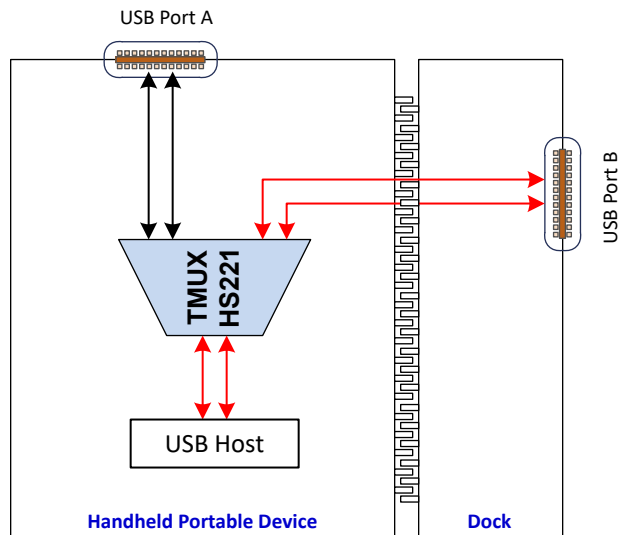 USB Port A
USB Port B
TMUX
HS221
USB Host
Handheld Portable Device
Dock